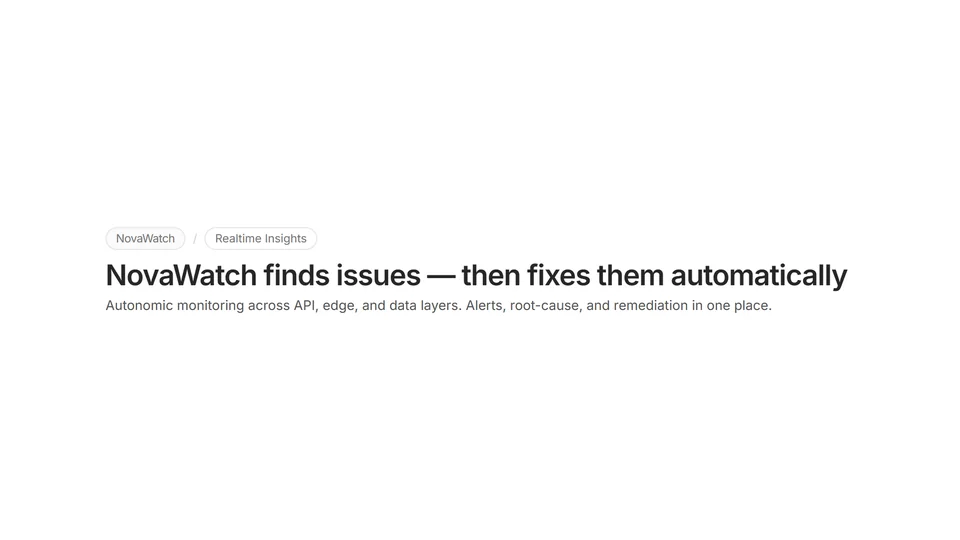 NovaWatch / Realtime Insights
NovaWatch finds issues — then fixes them automatically
Autonomic monitoring across API, edge, and data layers. Alerts, root-cause, and remediation in one place.